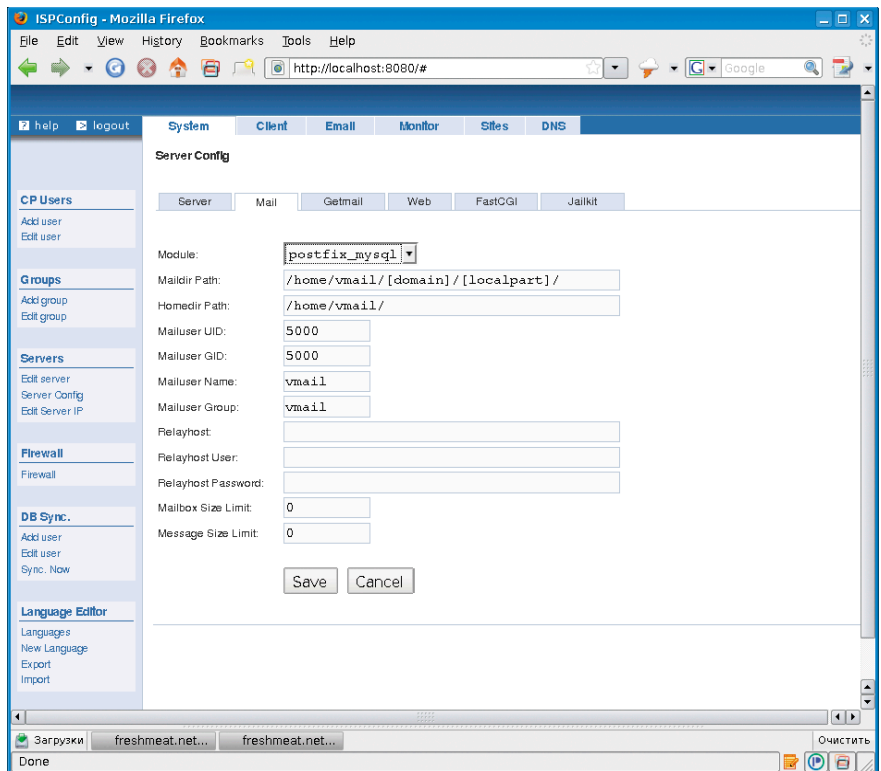 ISPConfig - Mozilla Firefox
File Edit View History Bookmarks Tools Help
http://localhost:8080/#
G Google
? help logout System Client Email Monitor Sites DNS
Server Config
Server Mail Getmail Web FastCGI Jailkit
CP Users
Add user
Edit user
Groups
Add group
Edit group
Servers
Edit server
Server Config
Edit Server IP
Firewall
Firewall
DB Sync.
Add user
Edit user
Sync. Now
Language Editor
Languages
New Language
Export
Import
Module: postfix_mysql
Maildir Path: /home/vmail/[domain]/[localpart]/
Homedir Path: /home/vmail/
Mailuser UID: 5000
Mailuser GID: 5000
Mailuser Name: vmail
Mailuser Group: vmail
Relayhost:
Relayhost User:
Relayhost Password:
Mailbox Size Limit: 0
Message Size Limit: 0
Save Cancel
Загрузки freshmeat.net... freshmeat.net... Очистить
Done